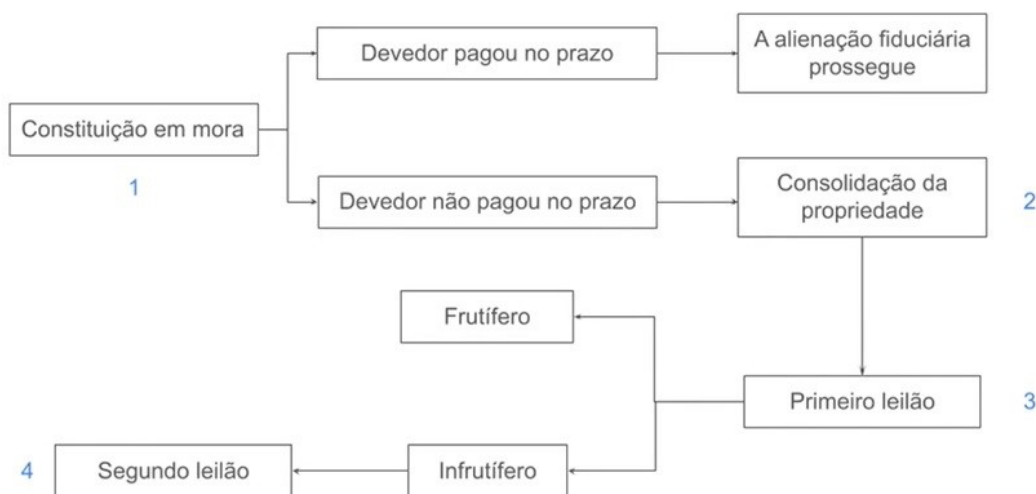 Devedor pagou no prazo
A alienação fiduciária
prossegue
Constituição em mora
1
Devedor não pagou no prazo
Consolidação da
propriedade
2
Frutífero
Primeiro leilão
3
4
Segundo leilão
Infrutífero